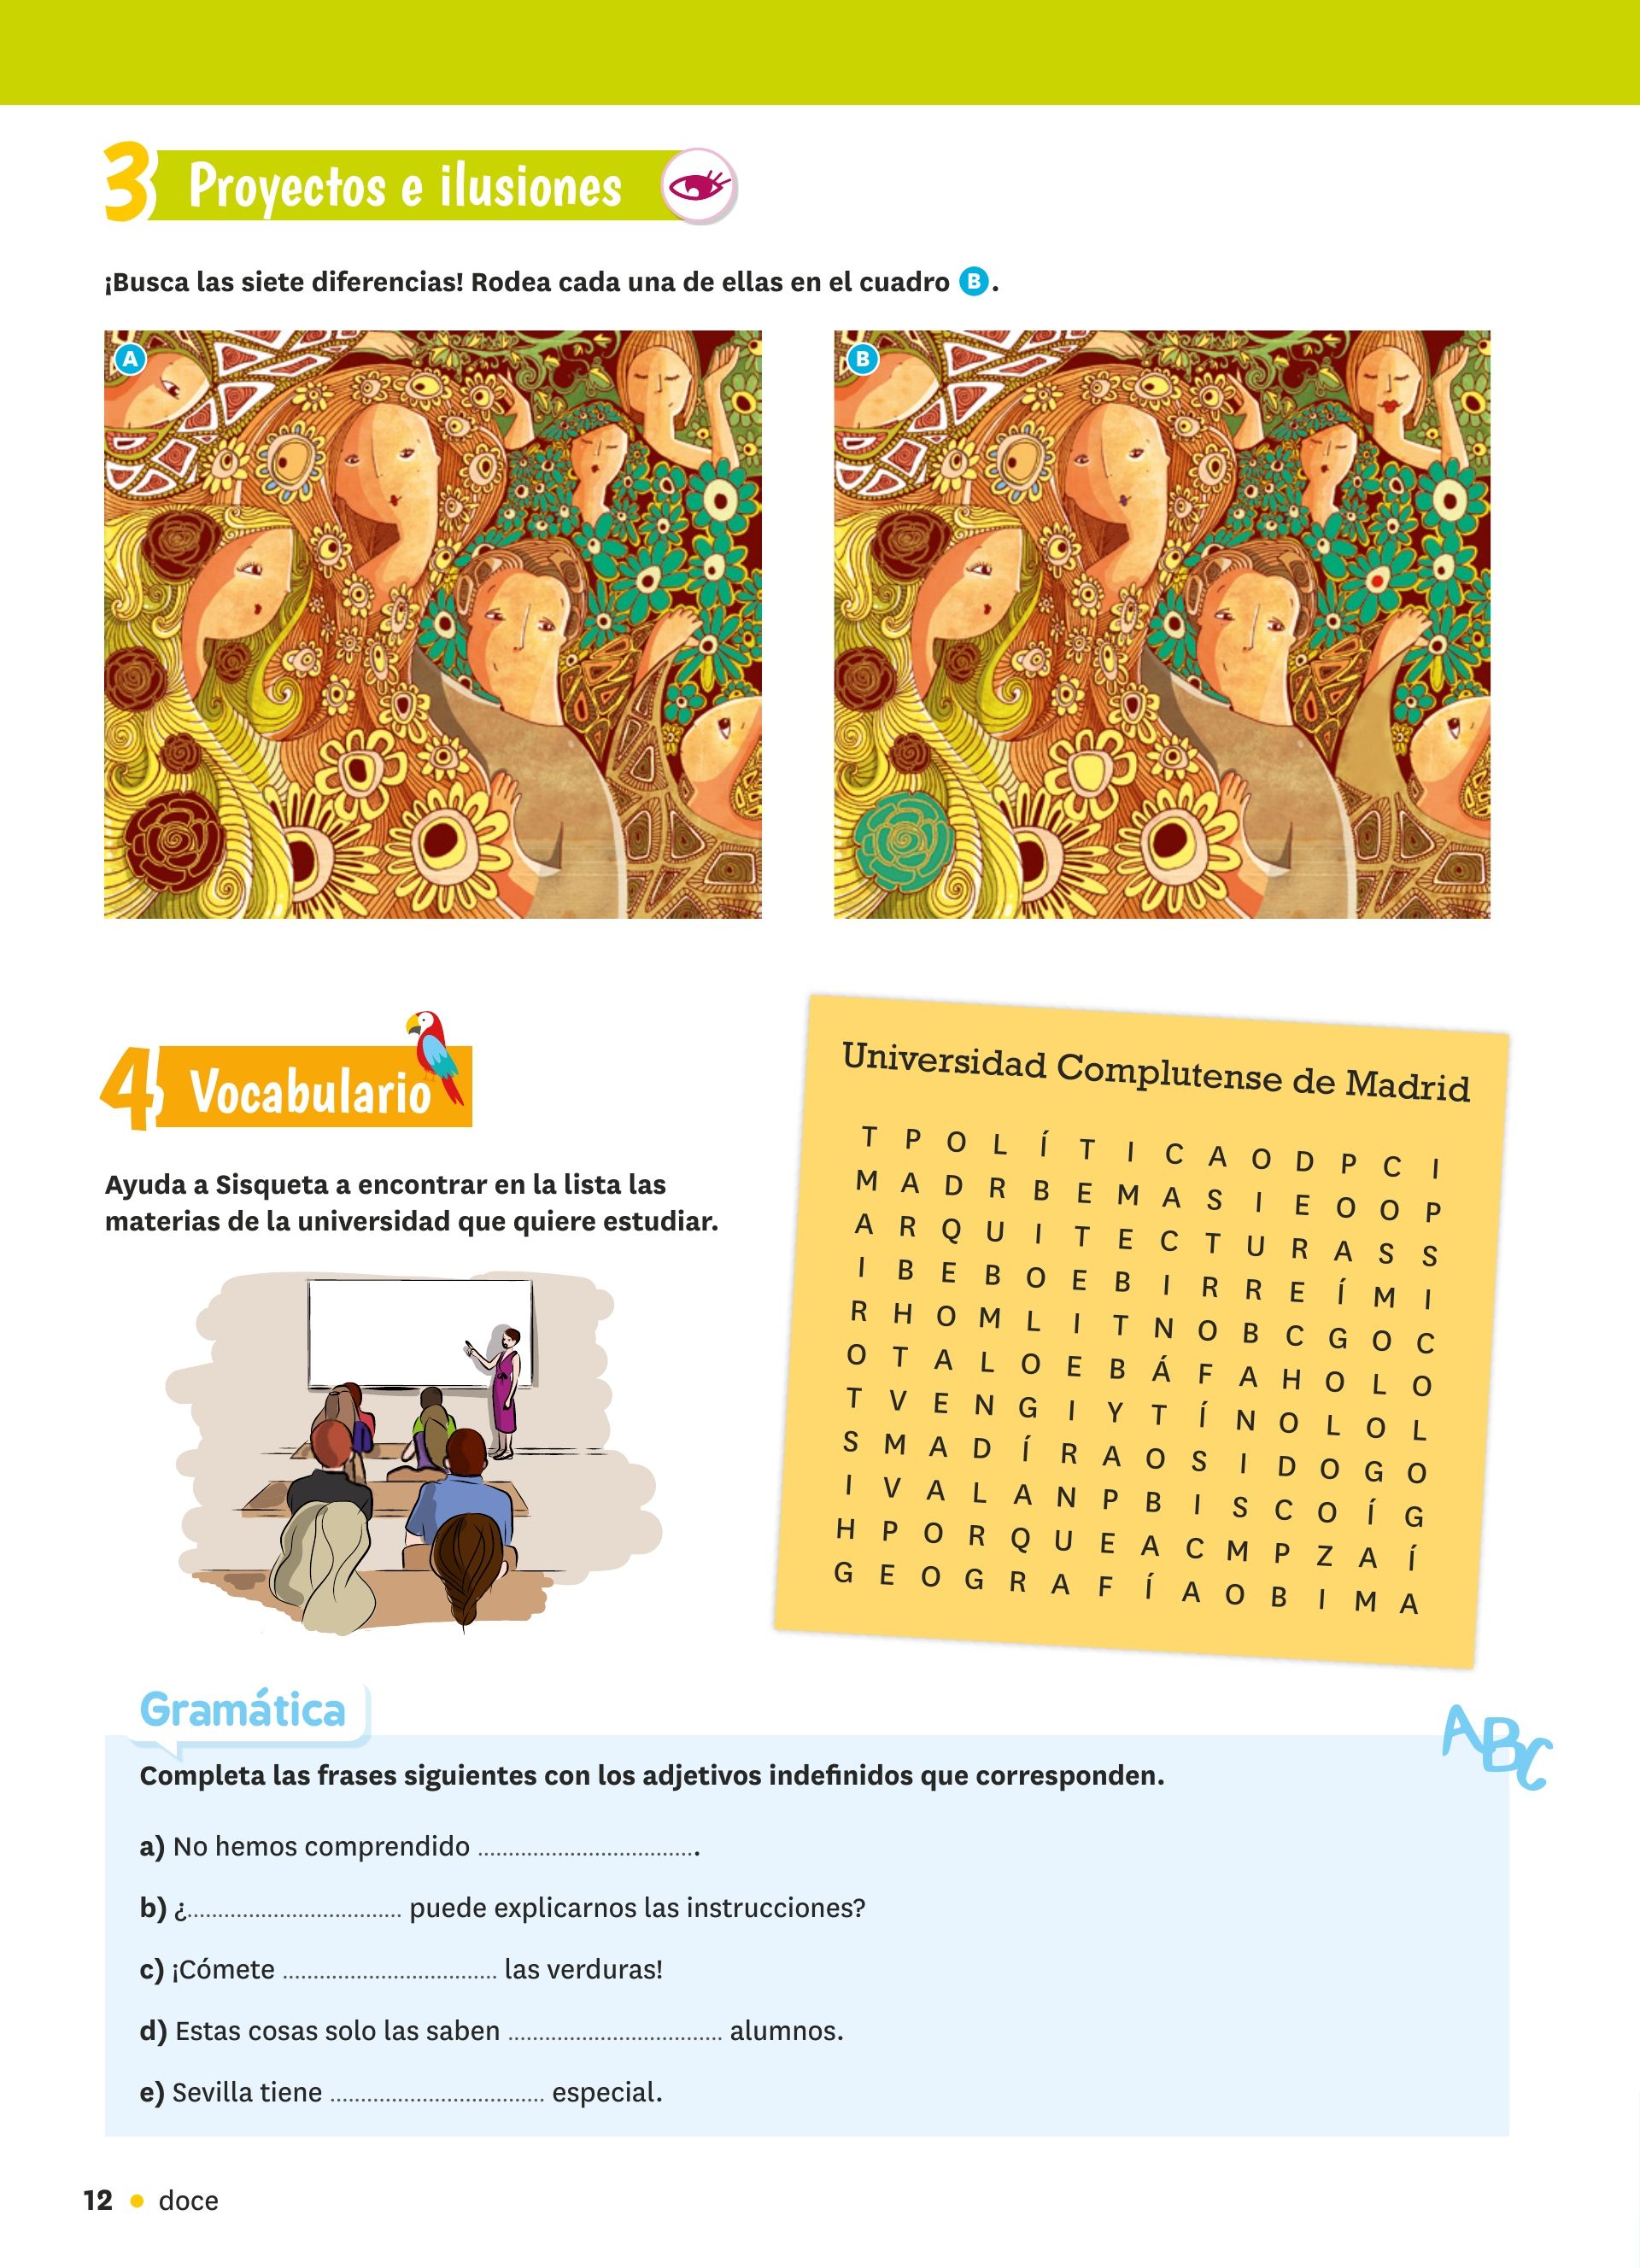 3 Proyectos e ilusiones
¡Busca las siete diferencias! Rodea cada una de ellas en el cuadro B.
A
B
4 Vocabulario
Ayuda a Sisqueta a encontrar en la lista las
materias de la universidad que quiere estudiar.
Universidad Complutense de Madrid
T P O L Í T I C A O D P C I
M A D R B E M A S I E O O P
A R Q U I T E C T U R A S S
I B E B O E B I R R E Í M I
R H O M L I T N O B C G O C
O T A L O E B Á F A H O L O
T V E N G I Y T Í N O L O L
S M A D Í R A O S I D O G O
I V A L A N P B I S C O Í G
H P O R Q U E A C M P Z A Í
G E O G R A F Í A O B I M A
Gramática
ABC
Completa las frases siguientes con los adjetivos indefinidos que corresponden.
a) No hemos comprendido ...................................
b) ¿................................... puede explicarnos las instrucciones?
c) ¡Cómete ................................... las verduras!
d) Estas cosas solo las saben ................................... alumnos.
e) Sevilla tiene ................................... especial.
12 • doce